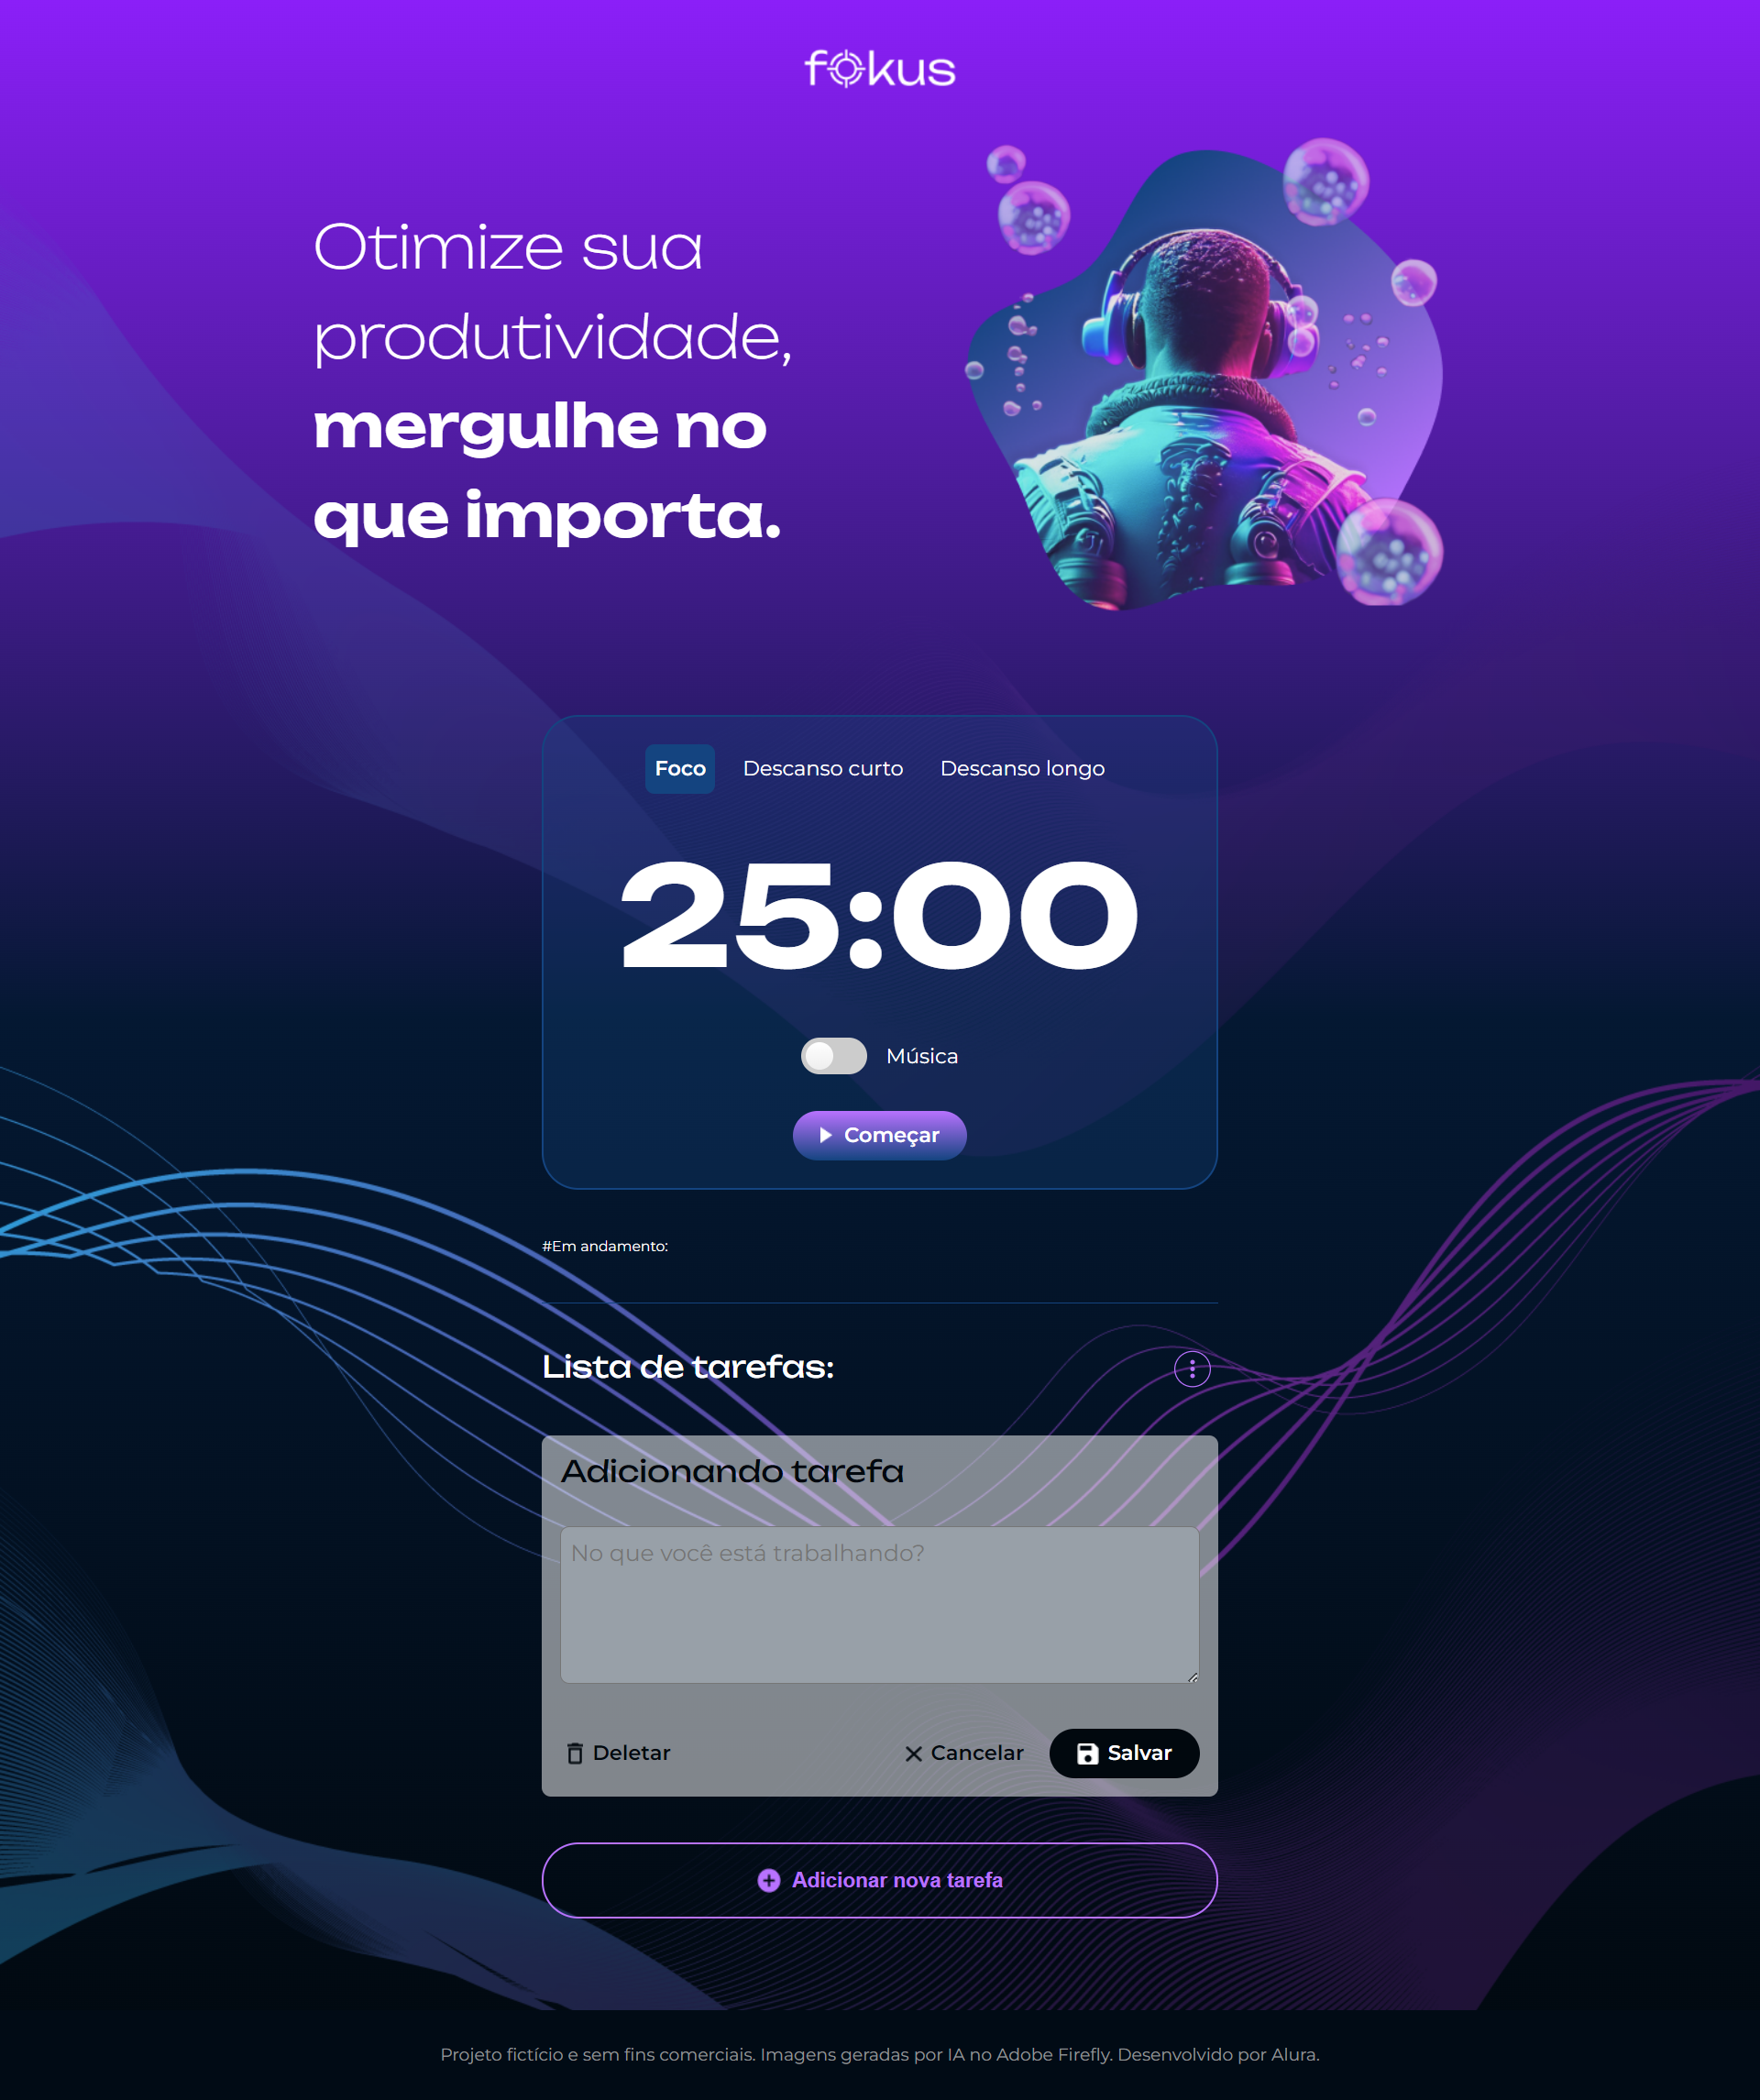 fokus
Otimize sua
produtividade,
mergulhe no
que importa.
Foco Descanso curto Descanso longo
25:00
Música
Começar
#Em andamento:
Lista de tarefas:
Adicionando tarefa
No que você está trabalhando?
Deletar Cancelar Salvar
Adicionar nova tarefa
Projeto fictício e sem fins comerciais. Imagens geradas por IA no Adobe Firefly. Desenvolvido por Alura.